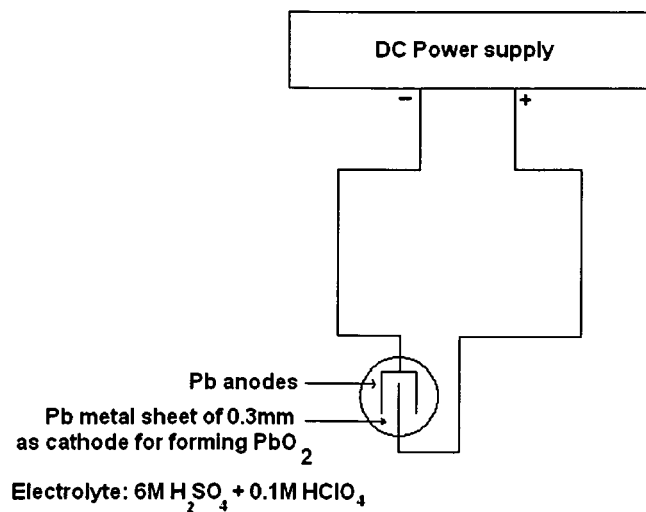 DC Power supply
− +
Pb anodes
Pb metal sheet of 0.3mm
as cathode for forming PbO2
Electrolyte: 6M H2SO4 + 0.1M HClO4